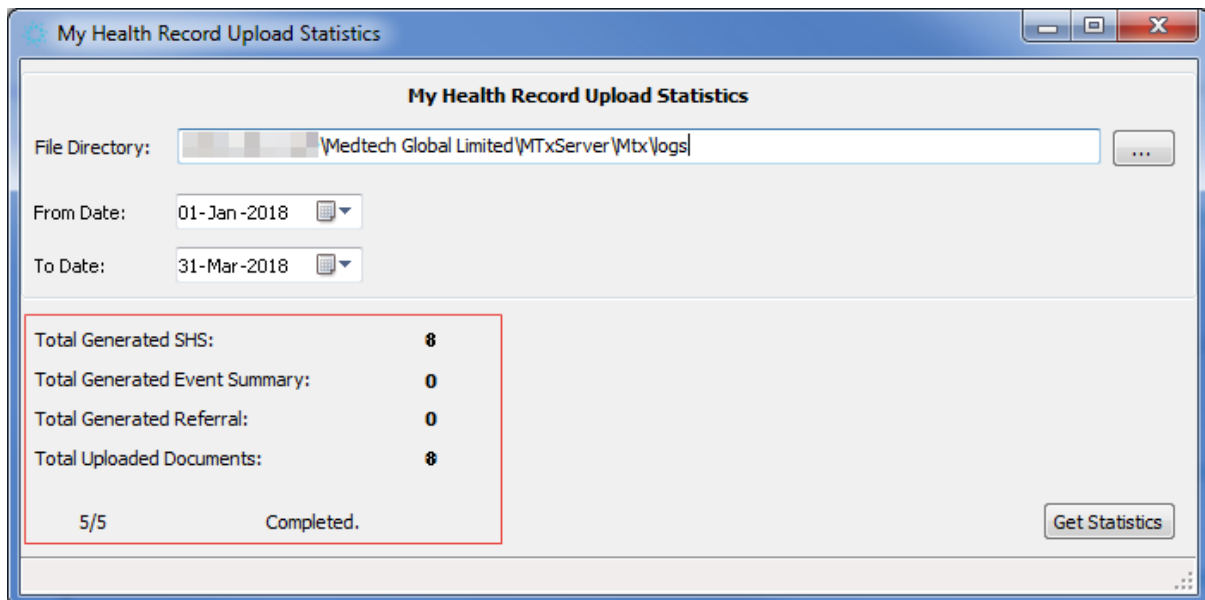 My Health Record Upload Statistics
My Health Record Upload Statistics
File Directory: \Medtech Global Limited\MTxServer\Mtx\logs ...
From Date: 01-Jan-2018
To Date: 31-Mar-2018
Total Generated SHS: 8
Total Generated Event Summary: 0
Total Generated Referral: 0
Total Uploaded Documents: 8
5/5 Completed. Get Statistics